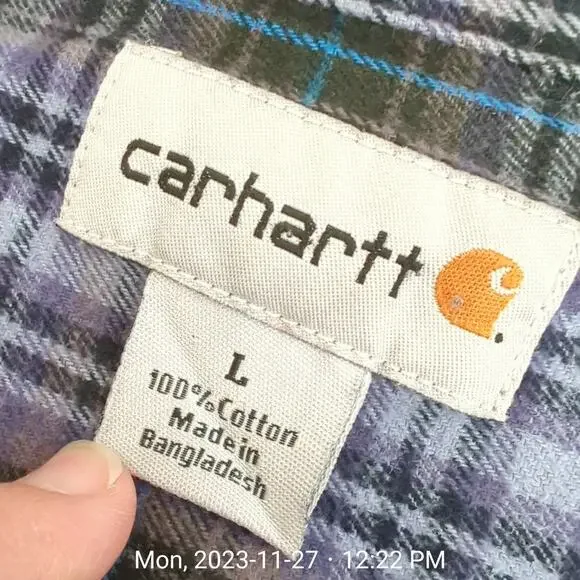 carhartt
L
100% Cotton
Made in
Bangladesh
Mon, 2023-11-27 · 12:22 PM